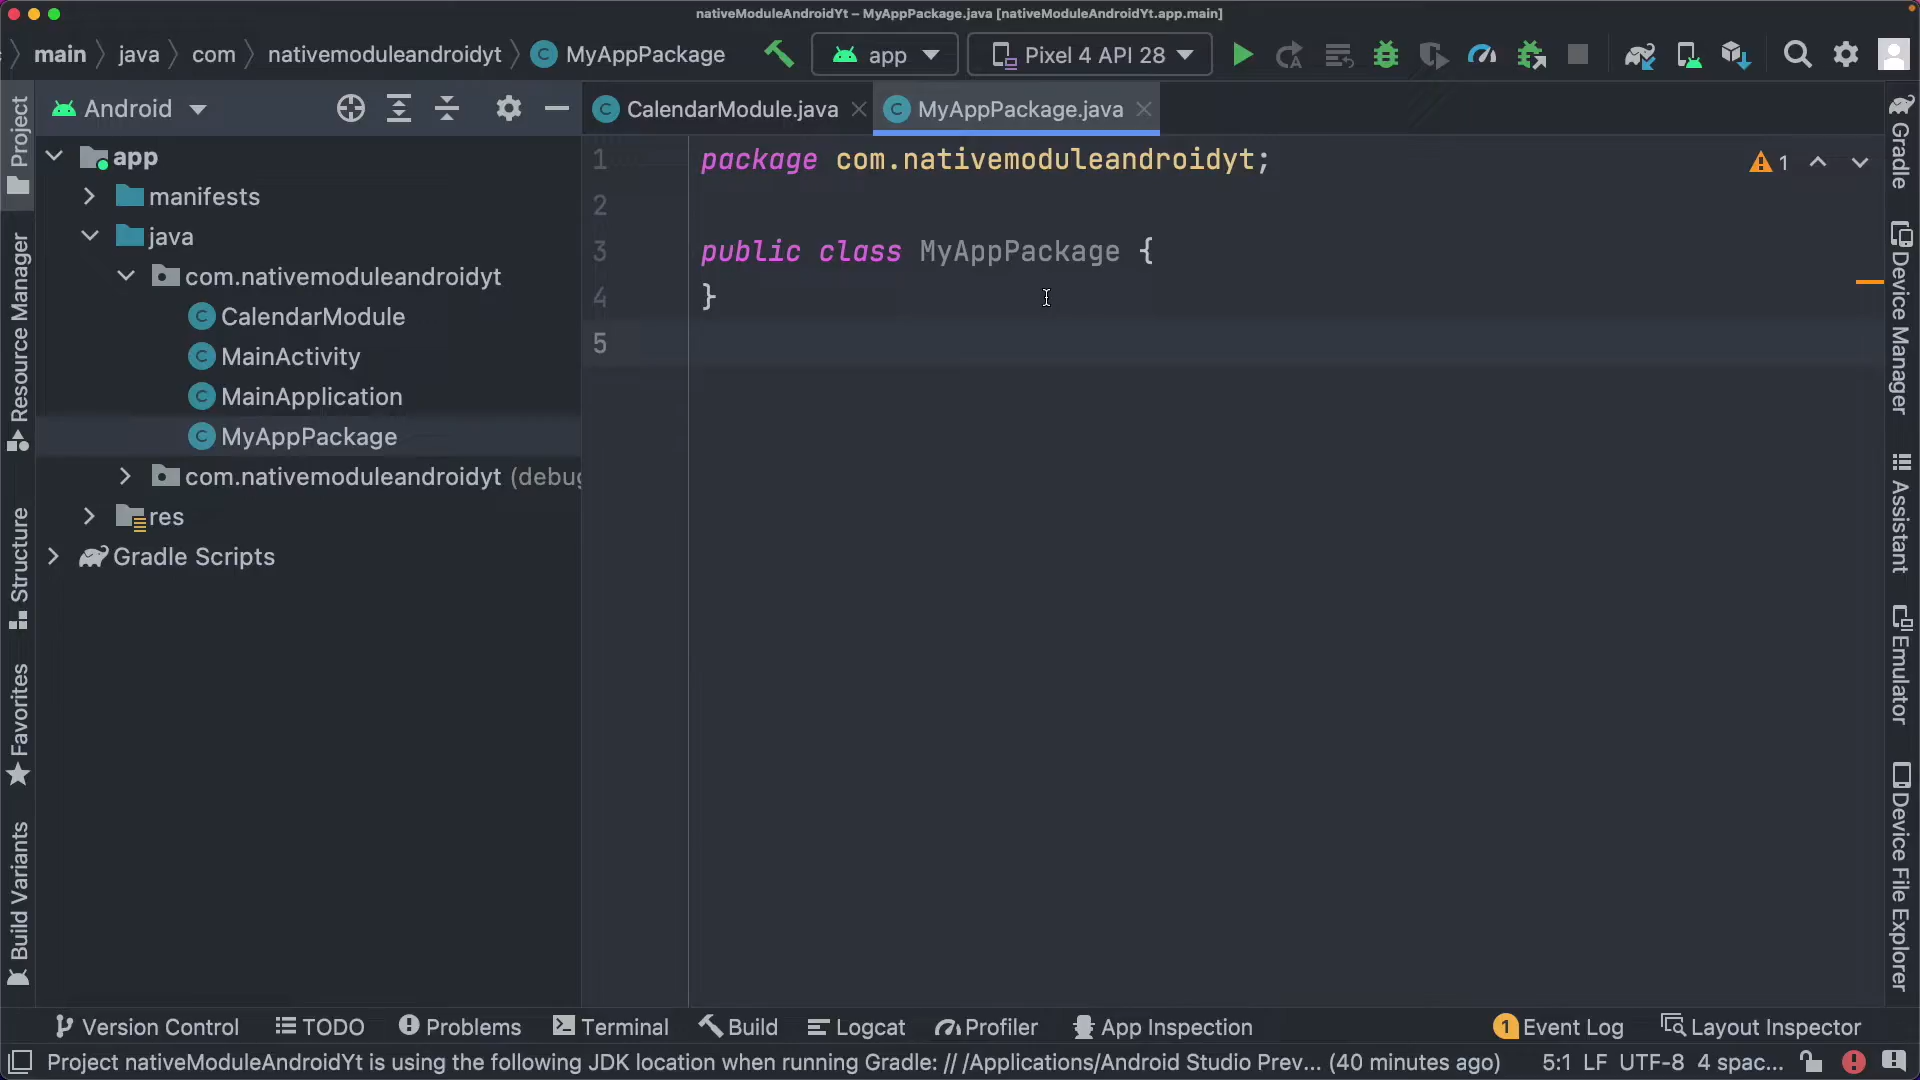 nativeModuleAndroidYt – MyAppPackage.java [nativeModuleAndroidYt.app.main]
main java com nativemoduleandroidyt MyAppPackage app Pixel 4 API 28
Project
Resource Manager
Structure
Favorites
Build Variants
Android
app
manifests
java
com.nativemoduleandroidyt
CalendarModule
MainActivity
MainApplication
MyAppPackage
com.nativemoduleandroidyt (debug
res
Gradle Scripts
CalendarModule.java MyAppPackage.java
1 package com.nativemoduleandroidyt;
2
3 public class MyAppPackage {
4 }
5
1
Gradle
Device Manager
Assistant
Emulator
Device File Explorer
Version Control TODO Problems Terminal Build Logcat Profiler App Inspection 1 Event Log Layout Inspector
Project nativeModuleAndroidYt is using the following JDK location when running Gradle: // /Applications/Android Studio Prev... (40 minutes ago) 5:1 LF UTF-8 4 spac...